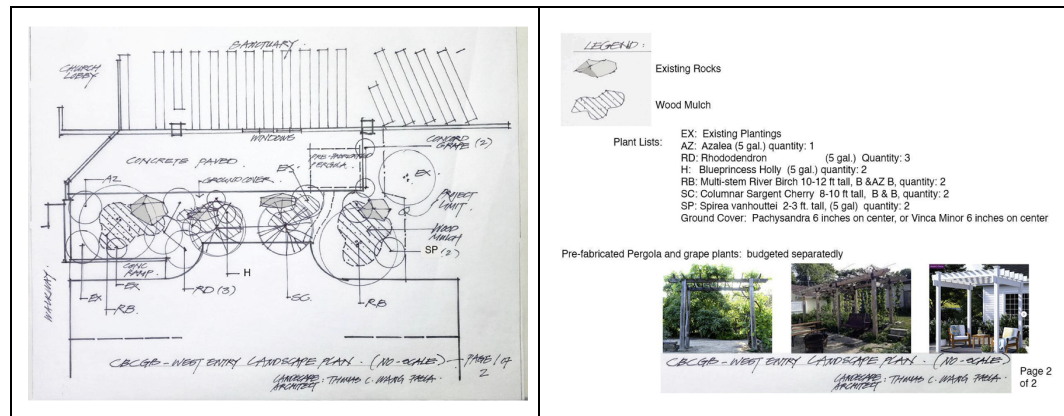 SANCTUARY.
CHURCH
LOBBY
WINDOWS
CONCORD
GRAPE (2)
CONCRETE PAVED
PRE-FABRICATED
PERGOLA
EX
EX.
AZ
GROUNDCOVER
PROJECT
LIMIT.
WOOD
MULCH
SP (2)
CONC.
RAMP.
H
WALKWAY.
EX
EX
RB.
RD (3)
SC.
RB
CBCGB - WEST ENTRY LANDSCAPE PLAN. (NO-SCALE) - PAGE 1 OF
2
LANDSCAPE
ARCHITECT : THOMAS C. WANG FASLA.
LEGEND:
Existing Rocks
Wood Mulch
Plant Lists:
EX: Existing Plantings
AZ: Azalea (5 gal.) quantity: 1
RD: Rhododendron (5 gal.) Quantity: 3
H: Blueprincess Holly (5 gal.) quantity: 2
RB: Multi-stem River Birch 10-12 ft tall, B &AZ B, quantity: 2
SC: Columnar Sargent Cherry 8-10 ft tall, B & B, quantity: 2
SP: Spirea vanhouttei 2-3 ft. tall, (5 gal) quantity: 2
Ground Cover: Pachysandra 6 inches on center, or Vinca Minor 6 inches on center
Pre-fabricated Pergola and grape plants: budgeted separatedly
CBCGB - WEST ENTRY LANDSCAPE PLAN. (NO-SCALE)
LANDSCAPE
ARCHITECT : THOMAS C. WANG FASLA.
Page 2
of 2